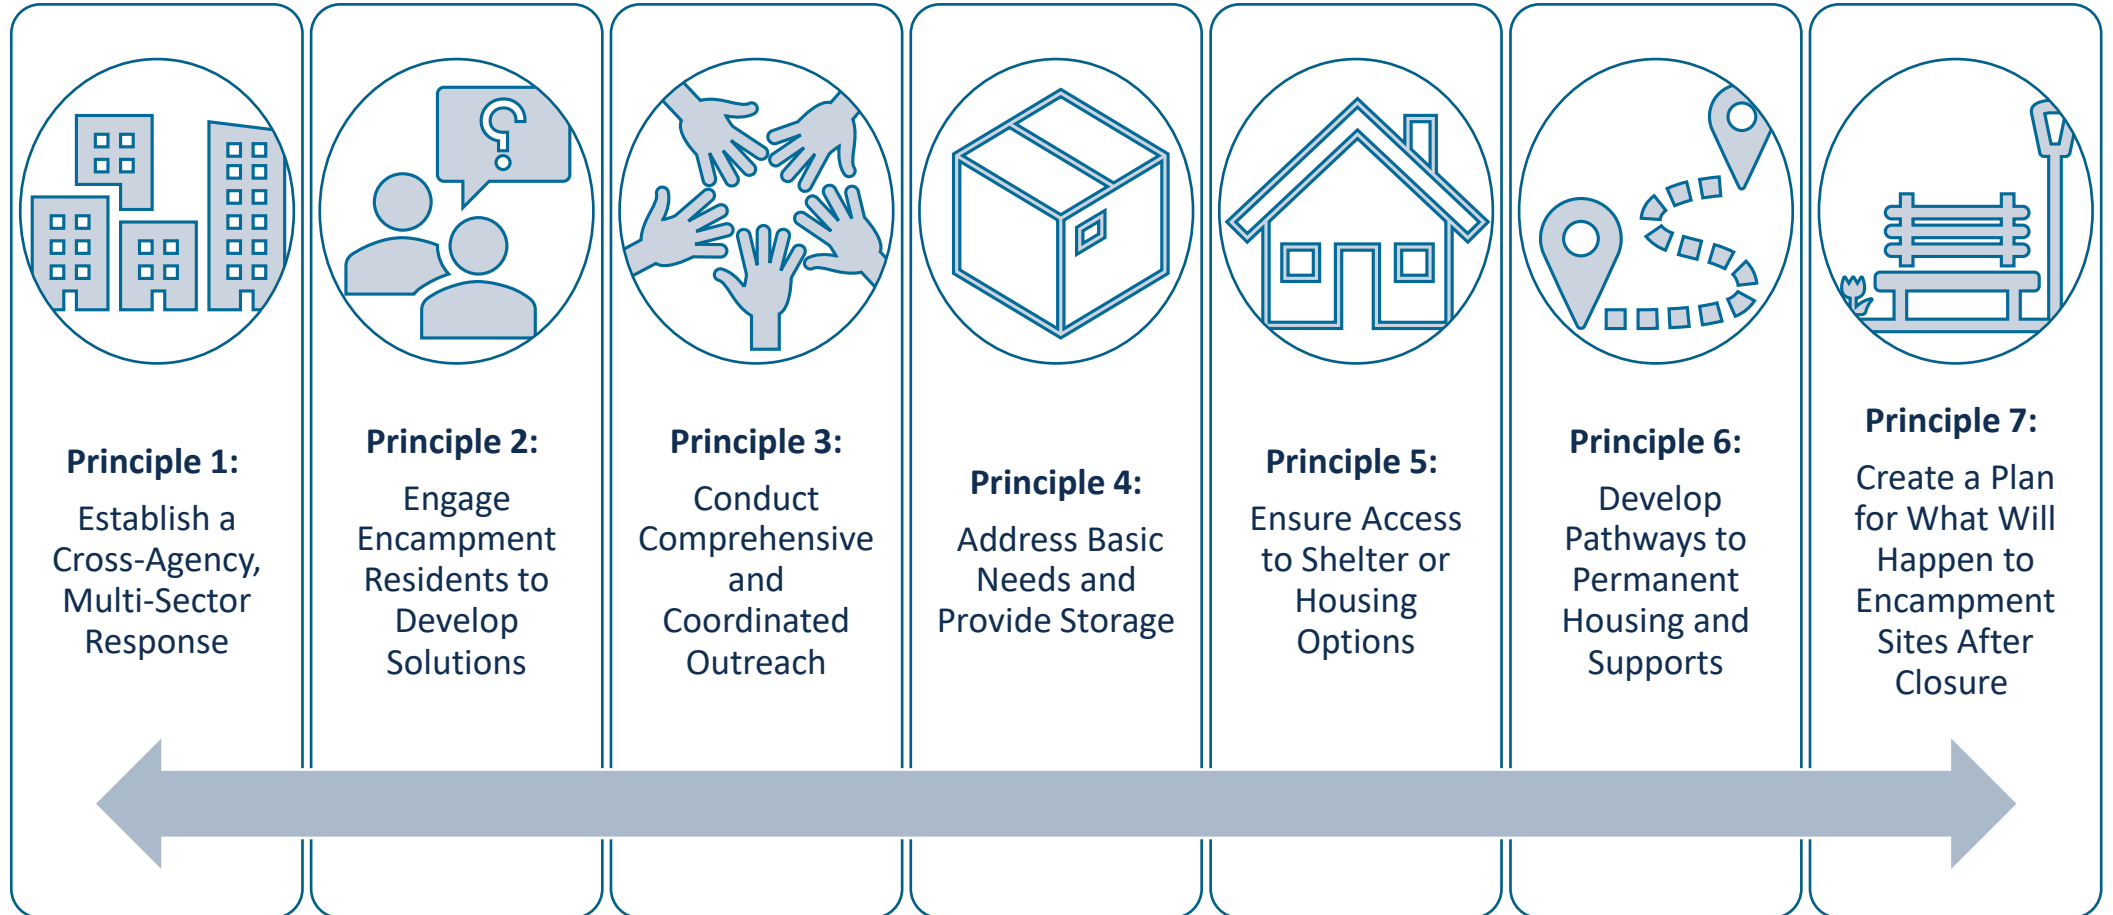 Principle 1:
Establish a
Cross-Agency,
Multi-Sector
Response
Principle 2:
Engage
Encampment
Residents to
Develop
Solutions
Principle 3:
Conduct
Comprehensive
and
Coordinated
Outreach
Principle 4:
Address Basic
Needs and
Provide Storage
Principle 5:
Ensure Access
to Shelter or
Housing
Options
Principle 6:
Develop
Pathways to
Permanent
Housing and
Supports
Principle 7:
Create a Plan
for What Will
Happen to
Encampment
Sites After
Closure